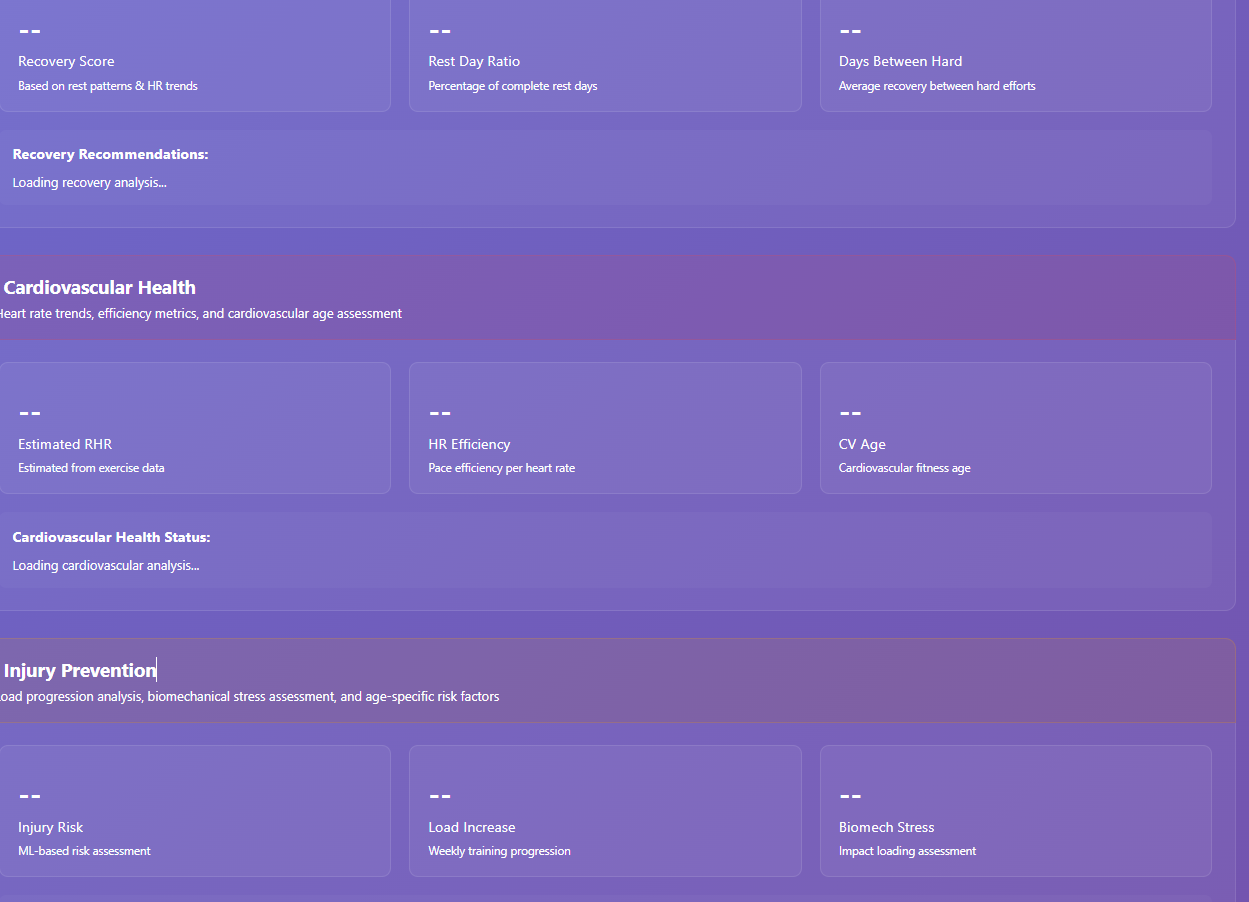 --
--
--
Recovery Score
Rest Day Ratio
Days Between Hard
Based on rest patterns & HR trends
Percentage of complete rest days
Average recovery between hard efforts
Recovery Recommendations:
Loading recovery analysis...
Cardiovascular Health
Heart rate trends, efficiency metrics, and cardiovascular age assessment
--
--
--
Estimated RHR
HR Efficiency
CV Age
Estimated from exercise data
Pace efficiency per heart rate
Cardiovascular fitness age
Cardiovascular Health Status:
Loading cardiovascular analysis...
Injury Prevention
oad progression analysis, biomechanical stress assessment, and age-specific risk factors
--
--
--
Injury Risk
Load Increase
Biomech Stress
ML-based risk assessment
Weekly training progression
Impact loading assessment